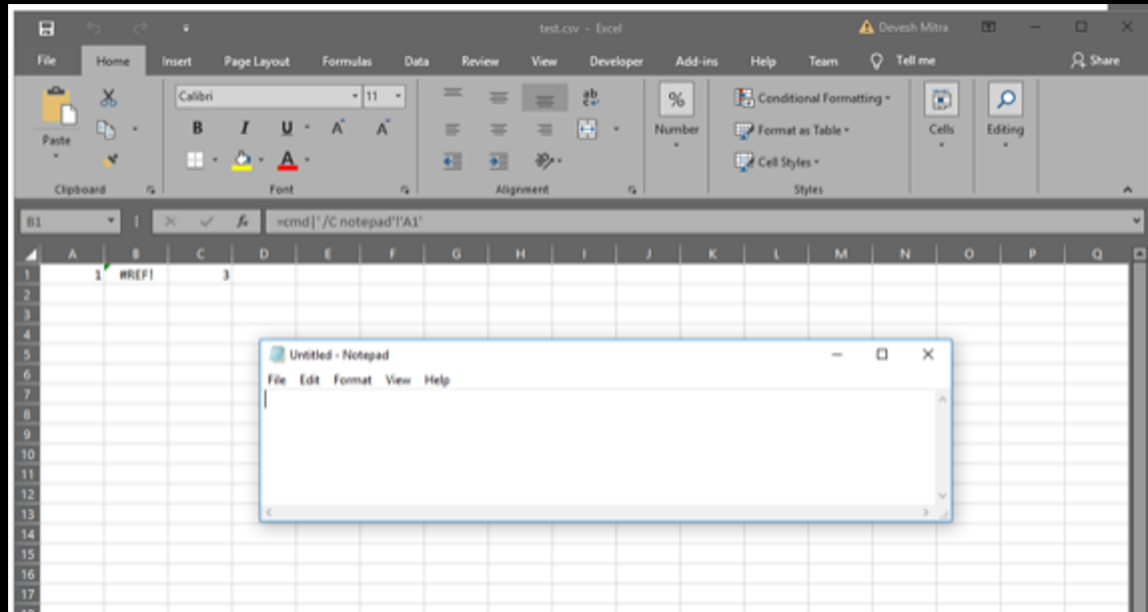 test.csv - Excel
Devesh Mitra
File Home Insert Page Layout Formulas Data Review View Developer Add-ins Help Team Tell me Share
Calibri 11
ab
%
Conditional Formatting
Paste
B I U A A
Number
Format as Table
Cells
Editing
A
Cell Styles
Clipboard Font Alignment Styles
B1 fx =cmd|'/C notepad'!'A1'
A B C D E F G H I J K L M N O P Q
1 1 #REF! 3
2
3
4
5
Untitled - Notepad
6
File Edit Format View Help
7
8
9
10
11
12
13
14
15
16
17